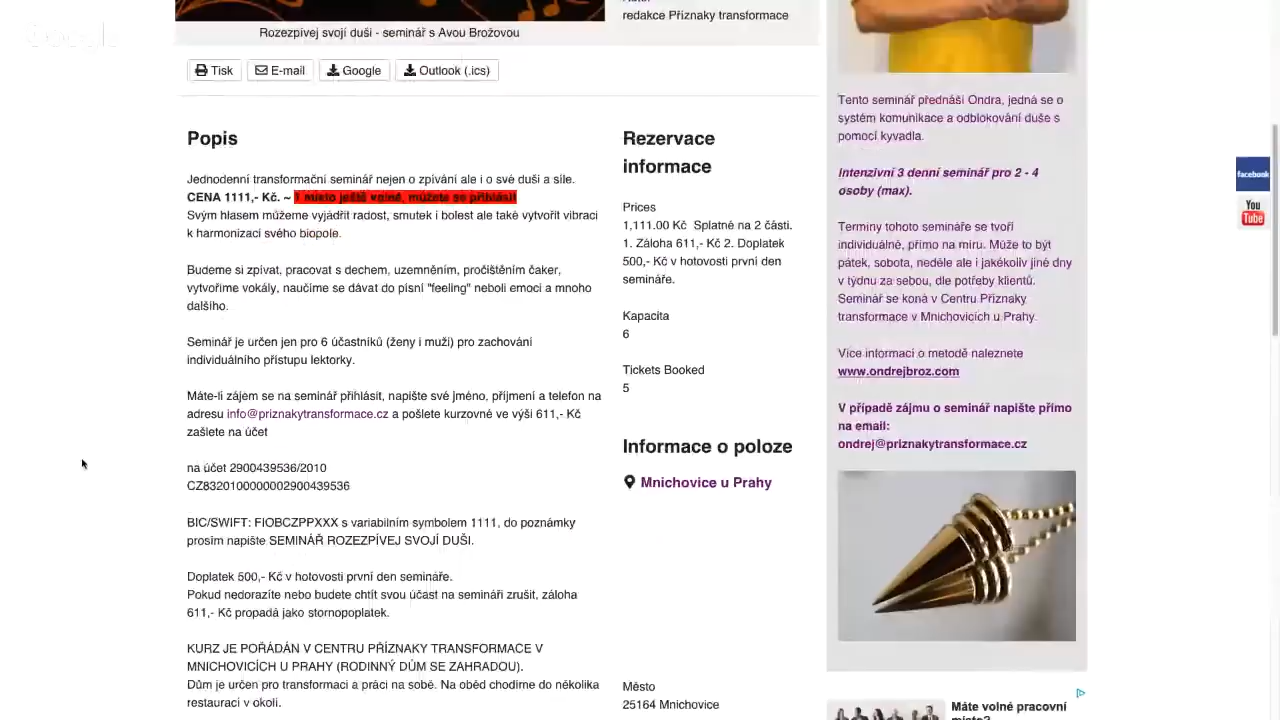 redakce Příznaky transformace
Rozezpívej svojí duši - seminář s Avou Brožovou
Tisk
E-mail
Google
Outlook (.ics)
Popis
Jednodenní transformační seminář nejen o zpívání ale i o své duši a síle.
CENA 1111,- Kč. ~ 1 místo ještě volné, můžete se přihlásit
Svým hlasem můžeme vyjádřit radost, smutek i bolest ale také vytvořit vibraci
k harmonizaci svého biopole.
Budeme si zpívat, pracovat s dechem, uzemněním, pročištěním čaker,
vytvoříme vokály, naučíme se dávat do písní "feeling" neboli emoci a mnoho
dalšího.
Seminář je určen jen pro 6 účastníků (ženy i muži) pro zachování
individuálního přístupu lektorky.
Máte-li zájem se na seminář přihlásit, napište své jméno, příjmení a telefon na
adresu info@priznakytransformace.cz a pošlete kurzovné ve výši 611,- Kč
zašlete na účet
na účet 2900439536/2010
CZ8320100000002900439536
BIC/SWIFT: FIOBCZPPXXX s variabilním symbolem 1111, do poznámky
prosím napište SEMINÁŘ ROZEZPÍVEJ SVOJÍ DUŠI.
Doplatek 500,- Kč v hotovosti první den semináře.
Pokud nedorazíte nebo budete chtít svou účast na semináři zrušit, záloha
611,- Kč propadá jako stornopoplatek.
KURZ JE POŘÁDÁN V CENTRU PŘÍZNAKY TRANSFORMACE V
MNICHOVICÍCH U PRAHY (RODINNÝ DŮM SE ZAHRADOU).
Dům je určen pro transformaci a práci na sobě. Na oběd chodíme do několika
restaurací v okolí.
Rezervace
informace
Prices
1,111.00 Kč Splatné na 2 části.
1. Záloha 611,- Kč 2. Doplatek
500,- Kč v hotovosti první den
semináře.
Kapacita
6
Tickets Booked
5
Informace o poloze
Mnichovice u Prahy
Město
25164 Mnichovice
Tento seminář přednáší Ondra, jedná se o
systém komunikace a odblokování duše s
pomocí kyvadla.
Intenzivní 3 denní seminář pro 2 - 4
osoby (max).
Termíny tohoto semináře se tvoří
individuálně, přímo na míru. Může to být
pátek, sobota, neděle ale i jakékoliv jiné dny
v týdnu za sebou, dle potřeby klientů.
Seminář se koná v Centru Příznaky
transformace v Mnichovicích u Prahy.
Více informací o metodě naleznete
www.ondrejbroz.com
V případě zájmu o seminář napište přímo
na email:
ondrej@priznakytransformace.cz
Máte volné pracovní
místo?
facebook
You
Tube